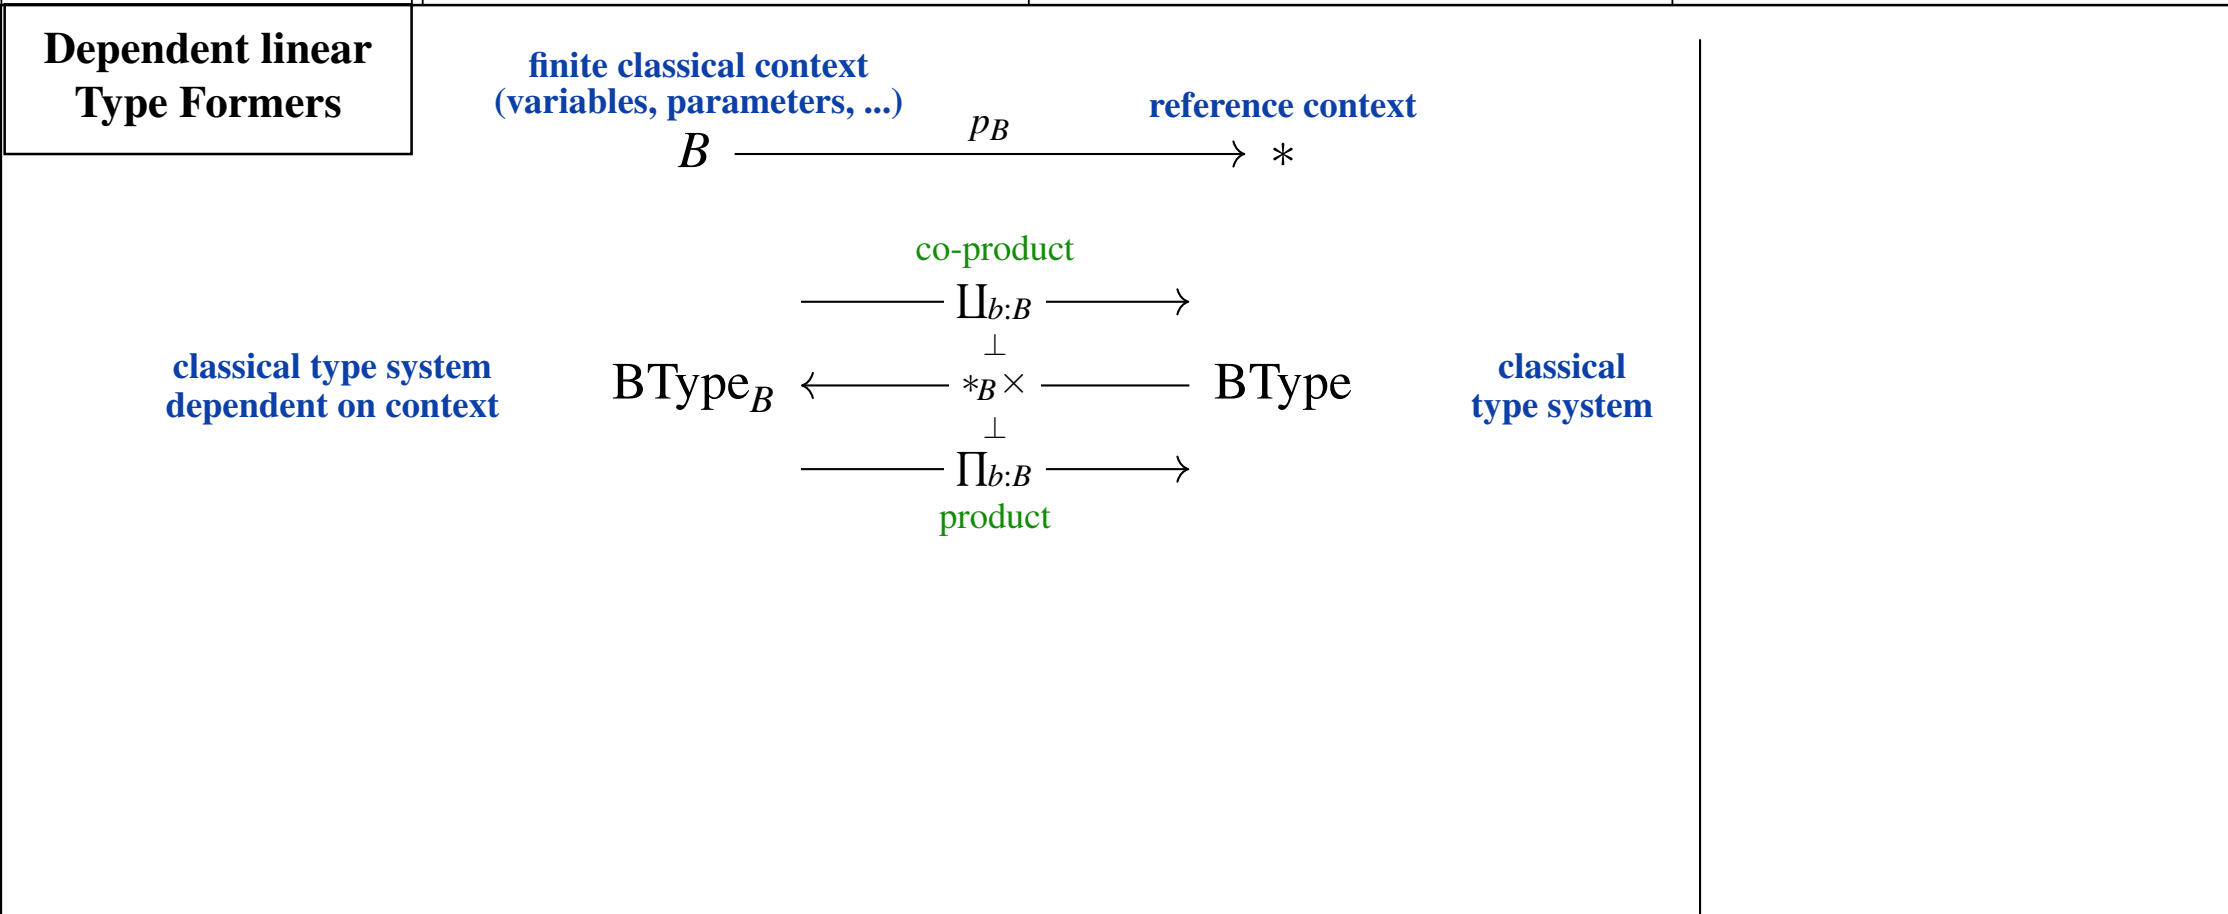 Dependent linear
Type Formers
finite classical context
(variables, parameters, ...)
reference context
p_B
B ⟶ *
co-product
∐_{b:B}
⊥
classical type system
dependent on context
BType_B ⟵ *_B × — BType
classical
type system
⊥
∏_{b:B}
product